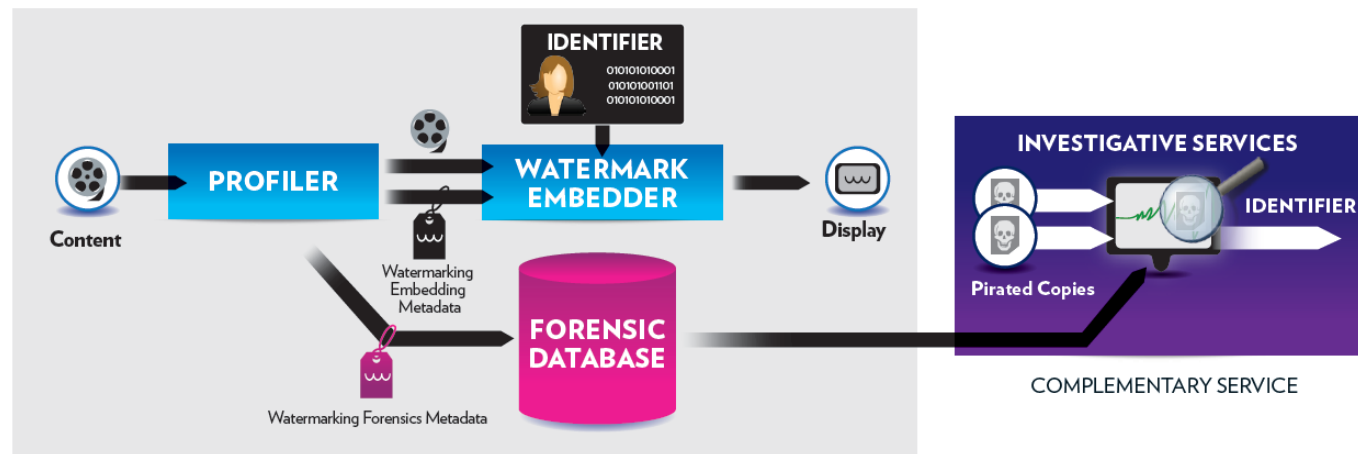 IDENTIFIER
010101010001
010101001101
010101010001
Content
PROFILER
WATERMARK
EMBEDDER
Display
Watermarking
Embedding
Metadata
FORENSIC
DATABASE
Watermarking Forensics Metadata
INVESTIGATIVE SERVICES
IDENTIFIER
Pirated Copies
COMPLEMENTARY SERVICE